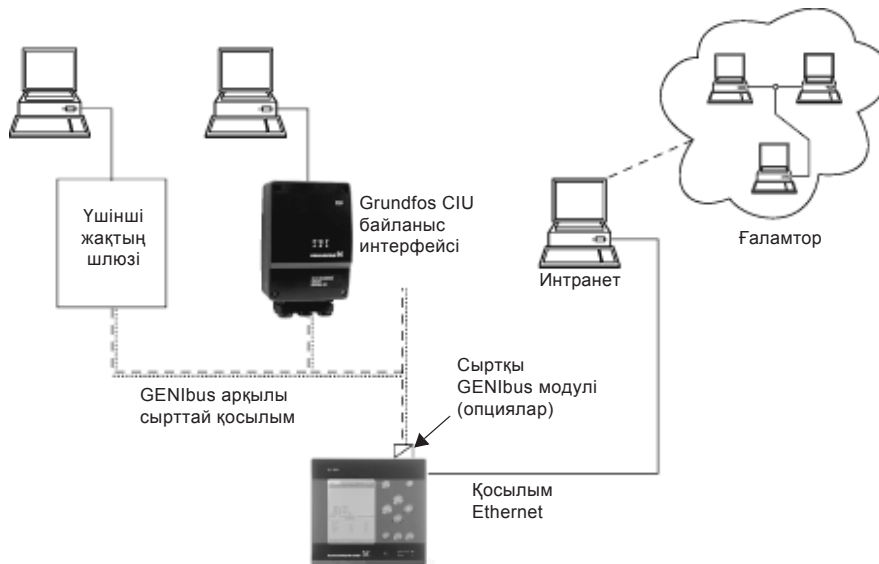 Үшінші
жақтың
шлюзі
Grundfos CIU
байланыс
интерфейсі
Интранет
Ғаламтор
GENIbus арқылы
сырттай қосылым
Сыртқы
GENIbus модулі
(опциялар)
Қосылым
Ethernet